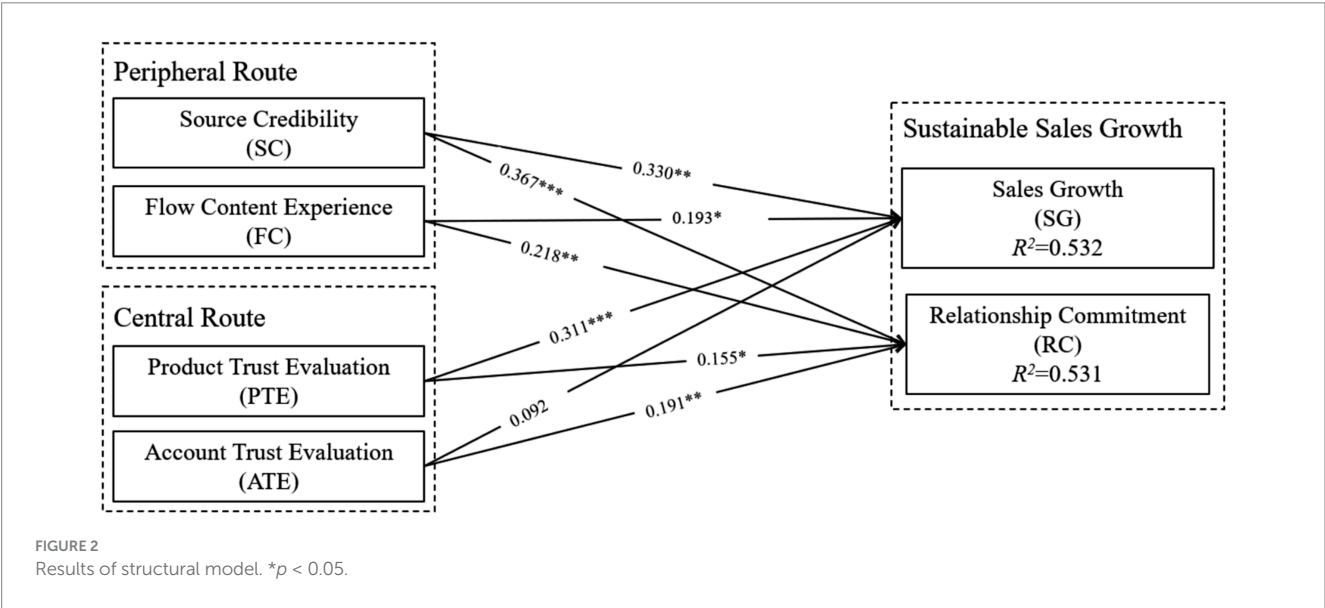 Peripheral Route
Source Credibility
(SC)
Flow Content Experience
(FC)
Central Route
Product Trust Evaluation
(PTE)
Account Trust Evaluation
(ATE)
0.330**
0.367***
0.193*
0.218**
0.311***
0.155*
0.092
0.191**
Sustainable Sales Growth
Sales Growth
(SG)
R²=0.532
Relationship Commitment
(RC)
R²=0.531
FIGURE 2
Results of structural model. *p < 0.05.